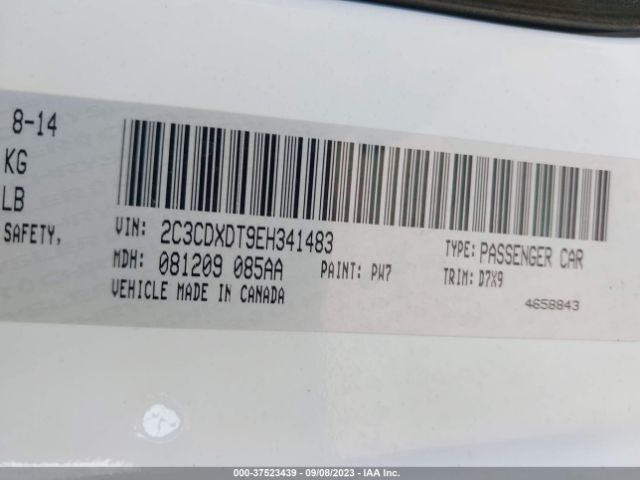 8-14
KG
LB
SAFETY,
VIN: 2C3CDXDT9EH341483
TYPE: PASSENGER CAR
MDH: 081209 085AA
PAINT: PW7
TRIM: D7X9
VEHICLE MADE IN CANADA
4658843
000-37523439 - 09/08/2023 - IAA Inc.